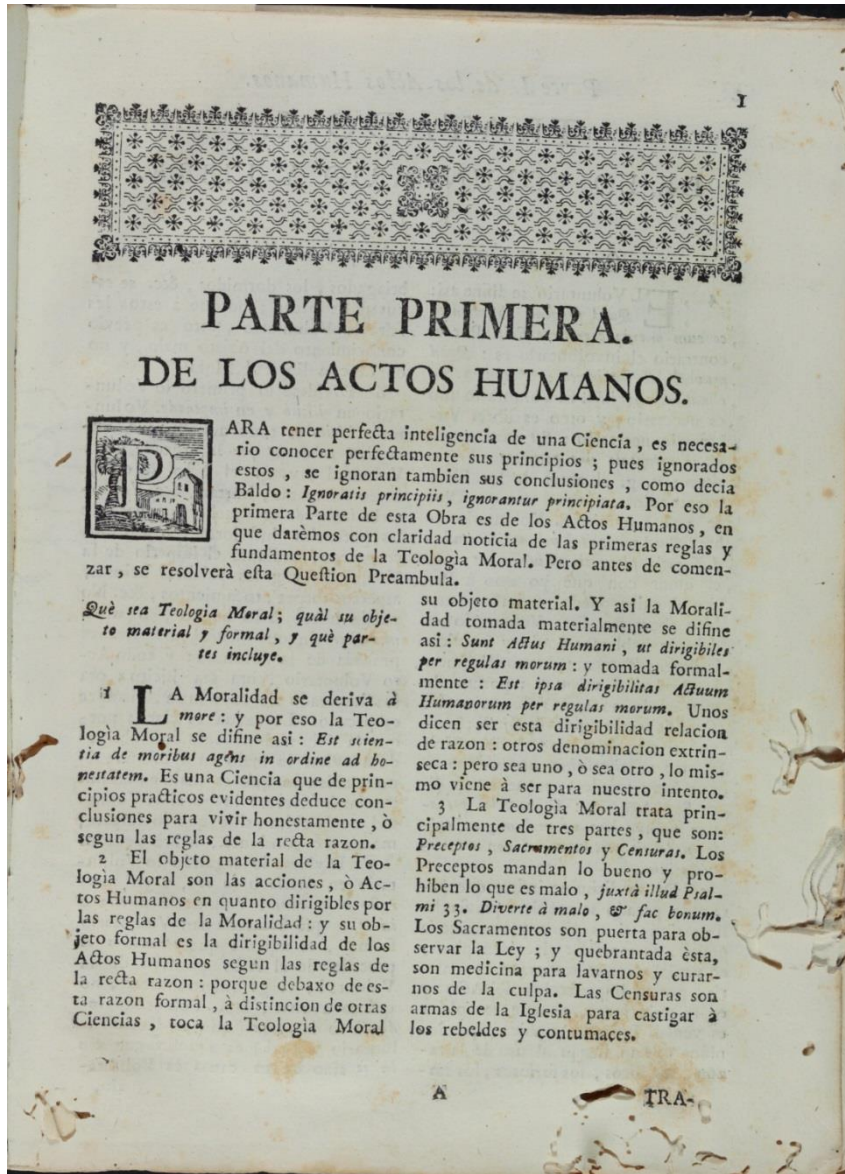 1
PARTE PRIMERA.
DE LOS ACTOS HUMANOS.
PARA tener perfecta inteligencia de una Ciencia, es necesa-
rio conocer perfectamente sus principios; pues ignorados
estos, se ignoran tambien sus conclusiones, como decia
Baldo: Ignoratis principiis, ignorantur principiata. Por eso la
primera Parte de esta Obra es de los Actos Humanos, en
que darèmos con claridad noticia de las primeras reglas y
fundamentos de la Teologìa Moral. Pero antes de comen-
zar, se resolverà esta Question Preambula.
Què sea Teologia Moral; quàl su obje-
to material y formal, y què par-
tes incluye.
1 LA Moralidad se deriva à
more: y por eso la Teo-
logìa Moral se difine asi: Est scien-
tia de moribus agens in ordine ad ho-
nestatem. Es una Ciencia que de prin-
cipios practicos evidentes deduce con-
clusiones para vivir honestamente, ò
segun las reglas de la recta razon.
2 El objeto material de la Teo-
logìa Moral son las acciones, ò Ac-
tos Humanos en quanto dirigibles por
las reglas de la Moralidad: y su ob-
jeto formal es la dirigibilidad de los
Actos Humanos segun las reglas de
la recta razon: porque debaxo de es-
ta razon formal, à distincion de otras
Ciencias, toca la Teologìa Moral
su objeto material. Y asi la Morali-
dad tomada materialmente se difine
asi: Sunt Actus Humani, ut dirigibiles
per regulas morum: y tomada formal-
mente: Est ipsa dirigibilitas Actuum
Humanorum per regulas morum. Unos
dicen ser esta dirigibilidad relacion
de razon: otros denominacion extrin-
seca: pero sea uno, ò sea otro, lo mis-
mo viene à ser para nuestro intento.
3 La Teologìa Moral trata prin-
cipalmente de tres partes, que son:
Preceptos, Sacramentos y Censuras. Los
Preceptos mandan lo bueno y pro-
hiben lo que es malo, juxtà illud Psal-
mi 33. Diverte à malo, & fac bonum.
Los Sacramentos son puerta para ob-
servar la Ley; y quebrantada èsta,
son medicina para lavarnos y curar-
nos de la culpa. Las Censuras son
armas de la Iglesia para castigar à
los rebeldes y contumaces.
A
TRA-